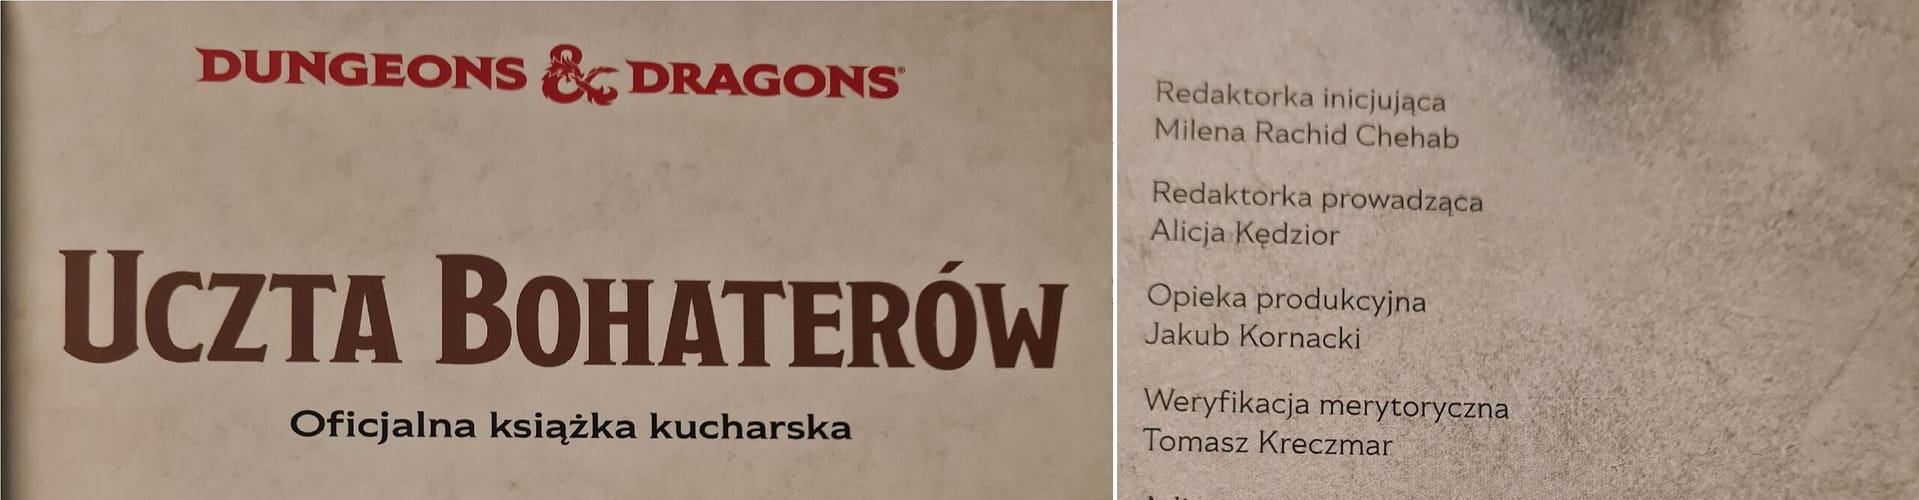 DUNGEONS & DRAGONS®
UCZTA BOHATERÓW
Oficjalna książka kucharska
Redaktorka inicjująca
Milena Rachid Chehab
Redaktorka prowadząca
Alicja Kędzior
Opieka produkcyjna
Jakub Kornacki
Weryfikacja merytoryczna
Tomasz Kreczmar